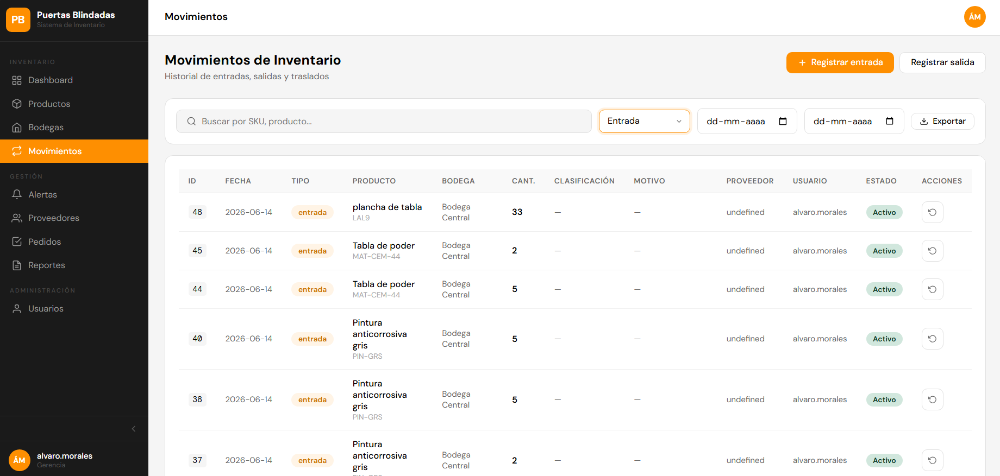 PB
Puertas Blindadas
Sistema de Inventario
INVENTARIO
Dashboard
Productos
Bodegas
Movimientos
GESTIÓN
Alertas
Proveedores
Pedidos
Reportes
ADMINISTRACIÓN
Usuarios
ÁM
alvaro.morales
Gerencia
Movimientos
ÁM
Movimientos de Inventario
Historial de entradas, salidas y traslados
+ Registrar entrada
Registrar salida
Buscar por SKU, producto...
Entrada
dd-mm-aaaa
dd-mm-aaaa
Exportar
ID FECHA TIPO PRODUCTO BODEGA CANT. CLASIFICACIÓN MOTIVO PROVEEDOR USUARIO ESTADO ACCIONES
48 2026-06-14 entrada plancha de tabla LAL9 Bodega Central 33 — — undefined alvaro.morales Activo
45 2026-06-14 entrada Tabla de poder MAT-CEM-44 Bodega Central 2 — — undefined alvaro.morales Activo
44 2026-06-14 entrada Tabla de poder MAT-CEM-44 Bodega Central 5 — — undefined alvaro.morales Activo
40 2026-06-14 entrada Pintura anticorrosiva gris PIN-GRS Bodega Central 5 — — undefined alvaro.morales Activo
38 2026-06-14 entrada Pintura anticorrosiva gris PIN-GRS Bodega Central 5 — — undefined alvaro.morales Activo
37 2026-06-14 entrada Pintura anticorrosiva gris Bodega Central 2 — — undefined alvaro.morales Activo